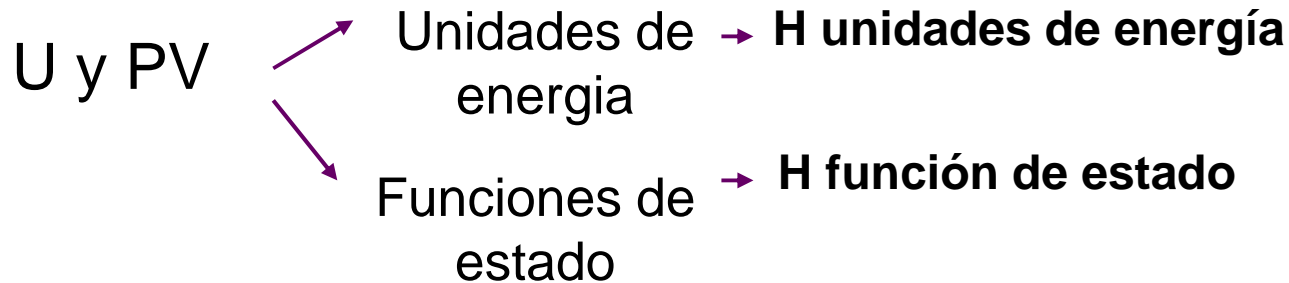 U y PV
Unidades de
energia
H unidades de energía
Funciones de
estado
H función de estado